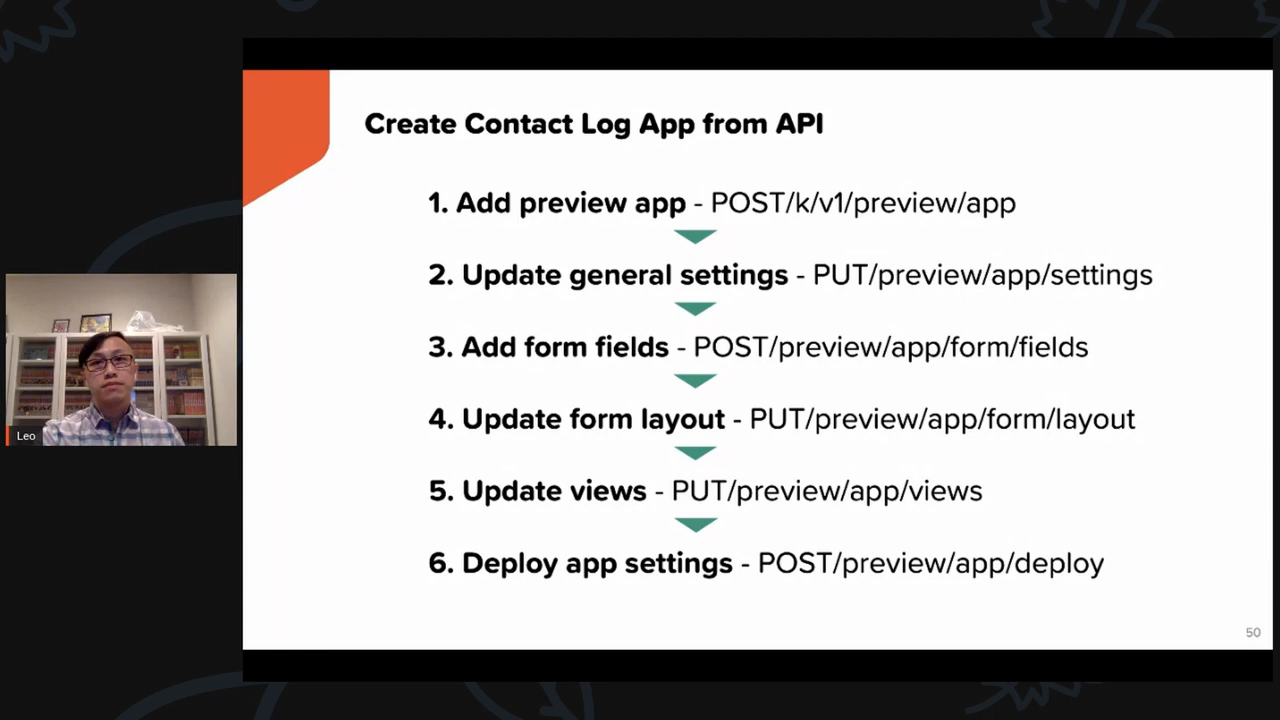 Create Contact Log App from API
1. Add preview app - POST/k/v1/preview/app
2. Update general settings - PUT/preview/app/settings
3. Add form fields - POST/preview/app/form/fields
4. Update form layout - PUT/preview/app/form/layout
5. Update views - PUT/preview/app/views
6. Deploy app settings - POST/preview/app/deploy
50
Leo